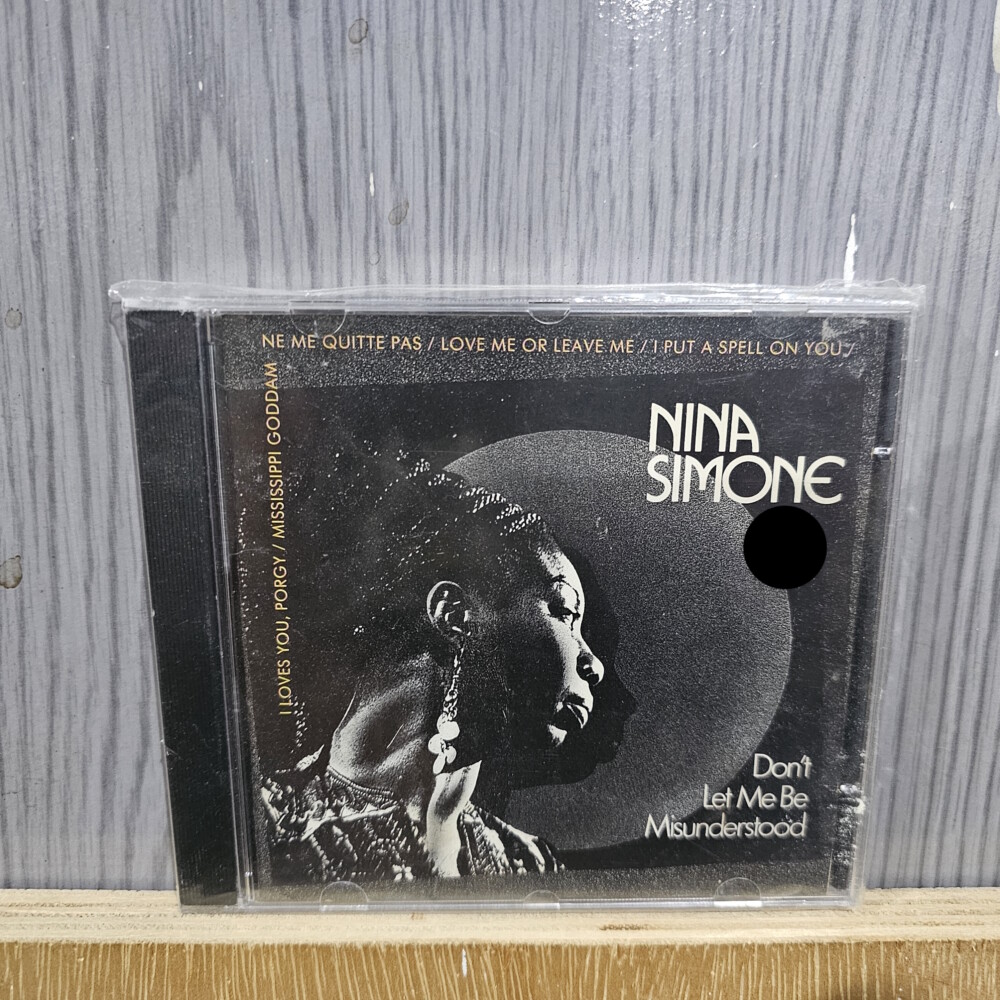 NE ME QUITTE PAS / LOVE ME OR LEAVE ME / I PUT A SPELL ON YOU /
I LOVES YOU, PORGY / MISSISSIPPI GODDAM
NINA
SIMONE
Don't
Let Me Be
Misunderstood